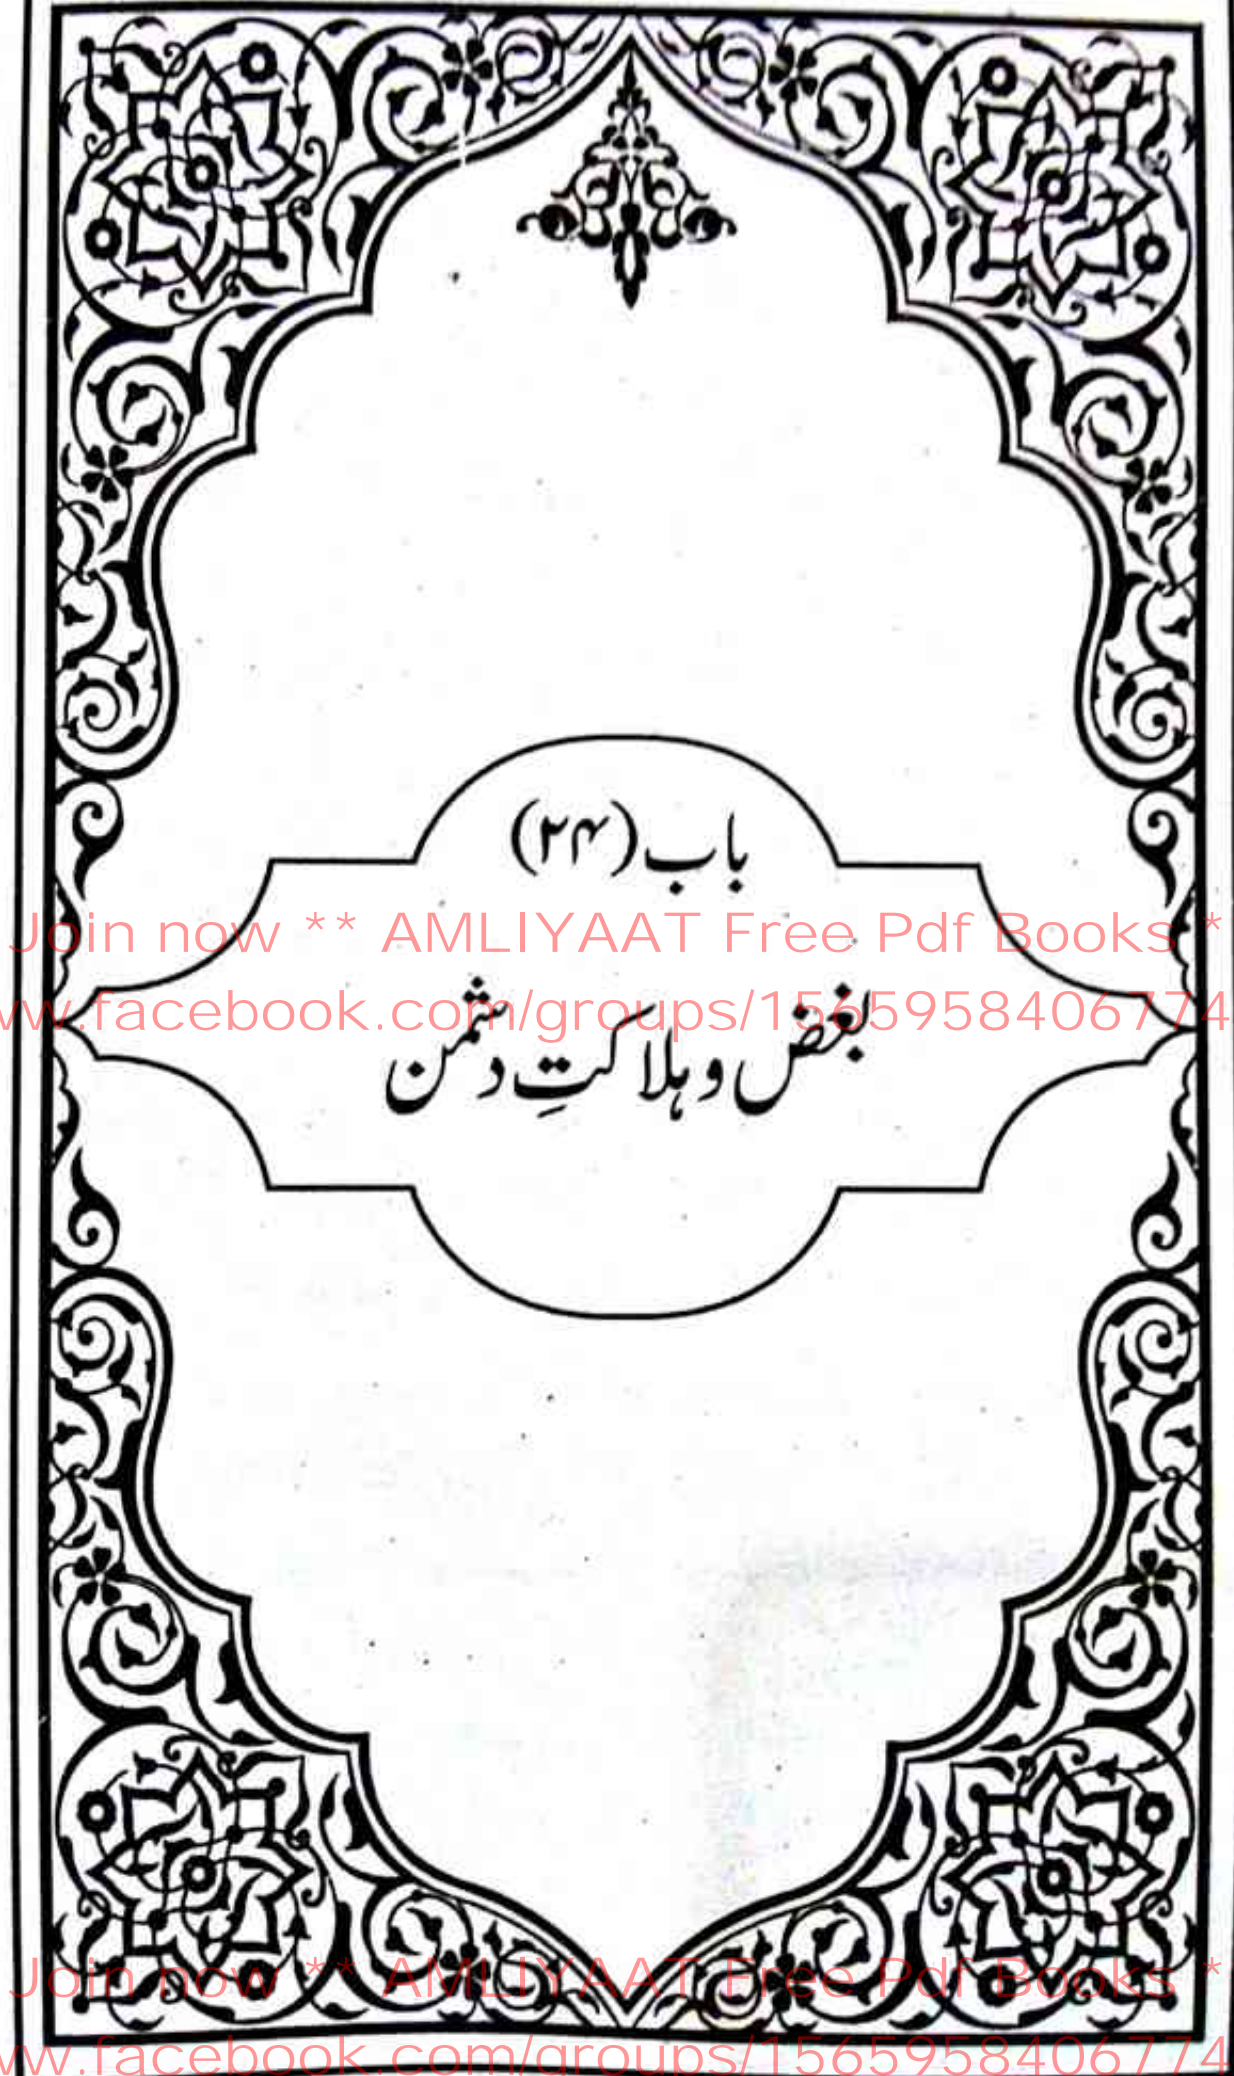 باب (۲۴)
Join now ** AMLIYAAT Free Pdf Books *
w.facebook.com/groups/1565958406774
بغض و ہلاکتِ دشمن
Join now ** AMLIYAAT Free Pdf Books *
w.facebook.com/groups/1565958406774